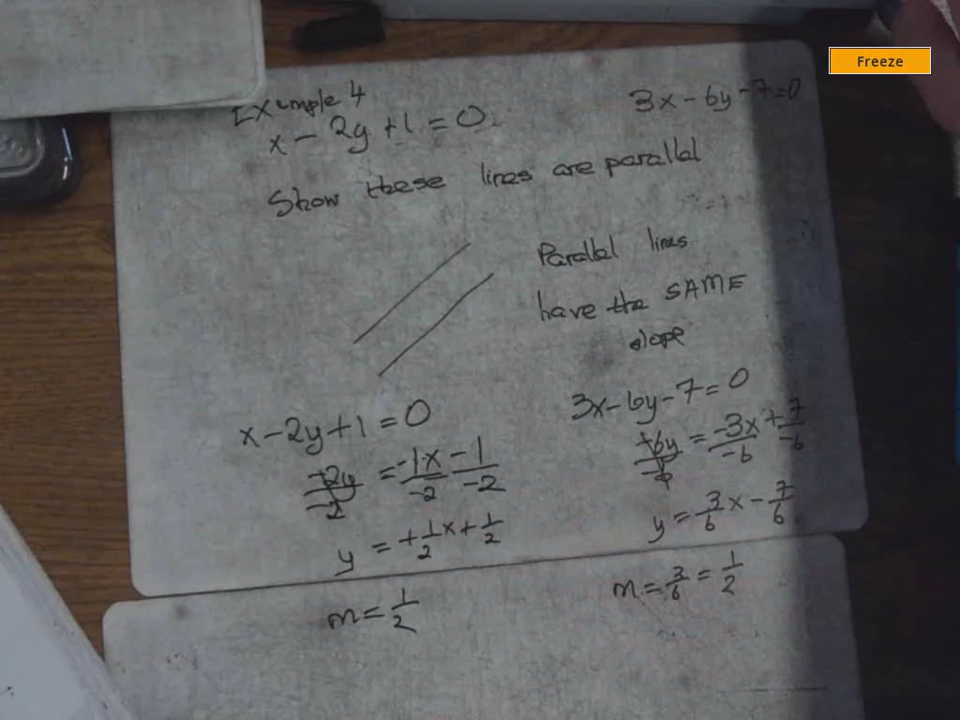 Freeze
Example 4
x - 2y + 1 = 0
3x - 6y - 7 = 0
Show these lines are parallel
Parallel lines
have the SAME
slope
x - 2y + 1 = 0
-2y/-2 = -1x/-2 - 1/-2
y = +1/2 x + 1/2
m = 1/2
3x - 6y - 7 = 0
-6y/-6 = -3x/-6 + 7/-6
y = 3/6 x - 7/6
m = 3/6 = 1/2